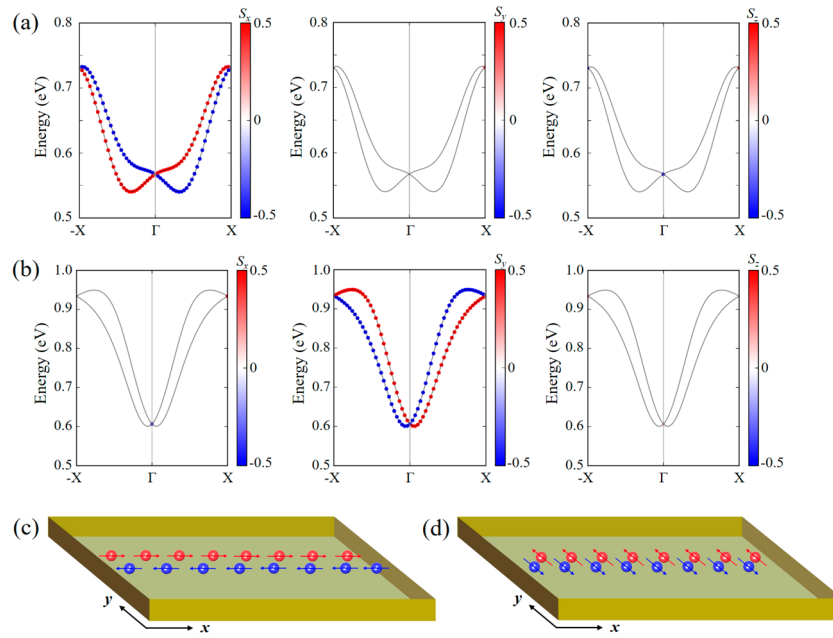 (a)
Sx 0.5
Sy 0.5
Sz 0.5
0.8
0.7
0.6
0.5
Energy (eV)
-X Γ X
0
-0.5
0.8
0.7
0.6
0.5
Energy (eV)
-X Γ X
0
-0.5
0.8
0.7
0.6
0.5
Energy (eV)
-X Γ X
0
-0.5
(b)
Sx 0.5
Sy 0.5
Sz 0.5
1.0
0.9
0.8
0.7
0.6
0.5
Energy (eV)
-X Γ X
0
-0.5
1.0
0.9
0.8
0.7
0.6
0.5
Energy (eV)
-X Γ X
0
-0.5
1.0
0.9
0.8
0.7
0.6
0.5
Energy (eV)
-X Γ X
0
-0.5
(c)
y
x
(d)
y
x